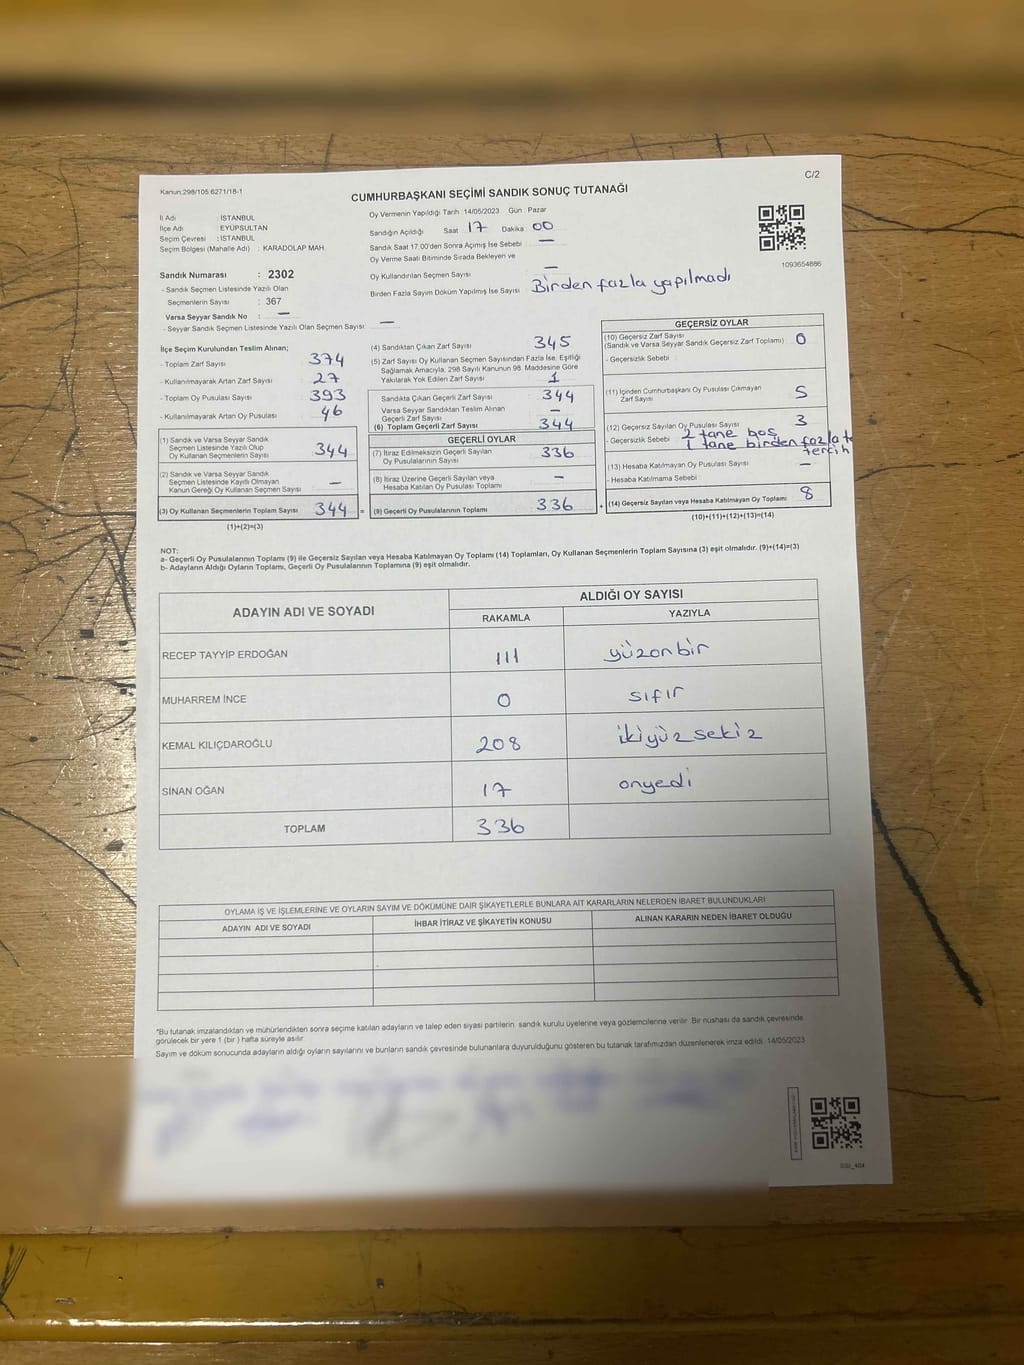 Kanun;298/105,6271/18-1
C/2
CUMHURBAŞKANI SEÇİMİ SANDIK SONUÇ TUTANAĞI
İl Adı : İSTANBUL
İlçe Adı : EYÜPSULTAN
Seçim Çevresi : İSTANBUL
Seçim Bölgesi (Mahalle Adı) : KARADOLAP MAH.
Sandık Numarası : 2302
- Sandık Seçmen Listesinde Yazılı Olan
Seçmenlerin Sayısı : 367
Varsa Seyyar Sandık No : —
- Seyyar Sandık Seçmen Listesinde Yazılı Olan Seçmen Sayısı : —
Oy Vermenin Yapıldığı Tarih :14/05/2023 Gün : Pazar
Sandığın Açıldığı Saat 17 Dakika : 00
Sandık Saat 17:00'den Sonra Açımış İse Sebebi —
Oy Verme Saati Bitiminde Sırada Bekleyen ve
Oy Kullandırılan Seçmen Sayısı —
Birden Fazla Sayım Döküm Yapılmış İse Sayısı Birden fazla yapılmadı
1093654886
İlçe Seçim Kurulundan Teslim Alınan;
- Toplam Zarf Sayısı 374
- Kullanılmayarak Artan Zarf Sayısı 27
- Toplam Oy Pusulası Sayısı 393
- Kullanılmayarak Artan Oy Pusulası 46
(1) Sandık ve Varsa Seyyar Sandık
Seçmen Listesinde Yazılı Olup
Oy Kullanan Seçmenlerin Sayısı 344
(2) Sandık ve Varsa Seyyar Sandık
Seçmen Listesinde Kayıtlı Olmayan
Kanun Gereği Oy Kullanan Seçmen Sayısı —
(3) Oy Kullanan Seçmenlerin Toplam Sayısı 344 =
(1)+(2)=(3)
(4) Sandıktan Çıkan Zarf Sayısı 345
(5) Zarf Sayısı Oy Kullanan Seçmen Sayısından Fazla İse, Eşitliği
Sağlamak Amacıyla, 298 Sayılı Kanunun 98. Maddesine Göre
Yakılarak Yok Edilen Zarf Sayısı 1
Sandıkta Çıkan Geçerli Zarf Sayısı 344
Varsa Seyyar Sandıktan Teslim Alınan
Geçerli Zarf Sayısı —
(6) Toplam Geçerli Zarf Sayısı 344
GEÇERLİ OYLAR
(7) İtiraz Edilmeksizin Geçerli Sayılan
Oy Pusulalarının Sayısı 336
(8) İtiraz Üzerine Geçerli Sayılan veya
Hesaba Katılan Oy Pusulası Toplamı —
(9) Geçerli Oy Pusulalarının Toplamı 336 +
GEÇERSİZ OYLAR
(10) Geçersiz Zarf Sayısı
(Sandık ve Varsa Seyyar Sandık Geçersiz Zarf Toplamı) 0
- Geçersizlik Sebebi
(11) İçinden Cumhurbaşkanı Oy Pusulası Çıkmayan
Zarf Sayısı 5
(12) Geçersiz Sayılan Oy Pusulası Sayısı 3
- Geçersizlik Sebebi 2 tane boş
1 tane birden fazla
tercih
(13) Hesaba Katılmayan Oy Pusulası Sayısı —
- Hesaba Katılmama Sebebi
(14) Geçersiz Sayılan veya Hesaba Katılmayan Oy Toplamı 8
(10)+(11)+(12)+(13)=(14)
NOT:
a- Geçerli Oy Pusulalarının Toplamı (9) ile Geçersiz Sayılan veya Hesaba Katılmayan Oy Toplamı (14) Toplamları, Oy Kullanan Seçmenlerin Toplam Sayısına (3) eşit olmalıdır. (9)+(14)=(3)
b- Adayların Aldığı Oyların Toplamı, Geçerli Oy Pusulalarının Toplamına (9) eşit olmalıdır.
ADAYIN ADI VE SOYADI
ALDIĞI OY SAYISI
RAKAMLA YAZIYLA
RECEP TAYYİP ERDOĞAN 111 yüzonbir
MUHARREM İNCE 0 sıfır
KEMAL KILIÇDAROĞLU 208 ikiyüzsekiz
SİNAN OĞAN 17 onyedi
TOPLAM 336
OYLAMA İŞ VE İŞLEMLERİNE VE OYLARIN SAYIM VE DÖKÜMÜNE DAİR ŞİKAYETLERLE BUNLARA AİT KARARLARIN NELERDEN İBARET BULUNDUKLARI
ADAYIN ADI VE SOYADI İHBAR İTİRAZ VE ŞİKAYETİN KONUSU ALINAN KARARIN NEDEN İBARET OLDUĞU
*Bu tutanak imzalandıktan ve mühürlendikten sonra seçime katılan adayların ve talep eden siyasi partilerin sandık kurulu üyelerine veya gözlemcilerine verilir. Bir nüshası da sandık çevresinde
görülecek bir yere 1 (bir) hafta süreyle asılır.
Sayım ve döküm sonucunda adayların aldığı oyların sayılarını ve bunların sandık çevresinde bulunanlara duyurulduğunu gösteren bu tutanak tarafımızdan düzenlenerek imza edildi. 14/05/2023